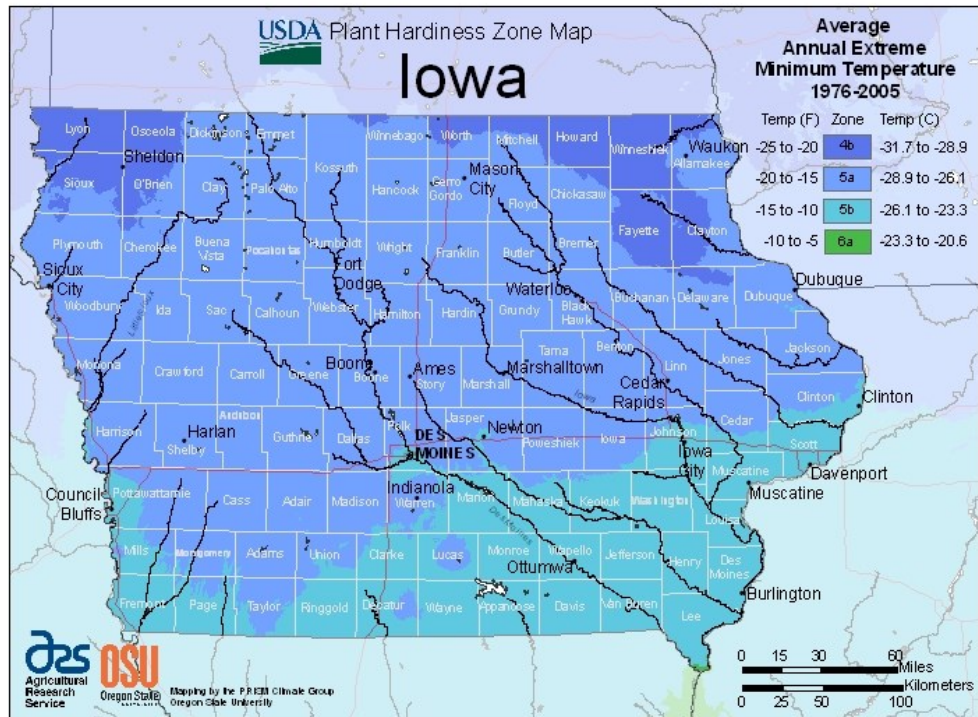 USDA Plant Hardiness Zone Map
Iowa
Average
Annual Extreme
Minimum Temperature
1976-2005
Temp (F) Zone Temp (C)
-25 to -20 4b -31.7 to -28.9
-20 to -15 5a -28.9 to -26.1
-15 to -10 5b -26.1 to -23.3
-10 to -5 6a -23.3 to -20.6
Lyon Osceola Dickinson Emmet Winnebago Worth Mitchell Howard Winneshiek Allamakee
Waukon
Sheldon
Kossuth
Mason
City
Sioux O'Brien Clay Palo Alto Hancock Cerro
Gordo Floyd Chickasaw
Fayette Clayton
Plymouth Cherokee Buena
Vista Pocahontas Humboldt Wright Franklin Butler Bremer
Sioux
City
Fort
Dodge
Waterloo
Dubuque
Woodbury Ida Sac Calhoun Webster Hamilton Hardin Grundy Black
Hawk Buchanan Delaware Dubuque
Little Sioux
Monona Crawford Carroll Greene Boone Story Marshall Tama Benton Linn Jones Jackson
Boone
Ames
Marshalltown
Cedar
Rapids
Clinton
Clinton
Iowa
Harrison Shelby Audubon Guthrie Dallas Polk Jasper Poweshiek Iowa Johnson Cedar Scott
Harlan
DES
MOINES
Newton
Iowa
City
Davenport
Muscatine
Muscatine
Council
Bluffs
Pottawattamie Cass Adair Madison Warren Marion Mahaska Keokuk Washington Louisa
Indianola
Des Moines
Mills Montgomery Adams Union Clarke Lucas Monroe Wapello Jefferson Henry Des
Moines
Ottumwa
Burlington
Fremont Page Taylor Ringgold Decatur Wayne Appanoose Davis Van Buren Lee
ars
Agricultural
Research
Service
OSU
Oregon State
UNIVERSITY
Mapping by the PRISM Climate Group
Oregon State University
0 15 30 60
Miles
Kilometers
0 25 50 100